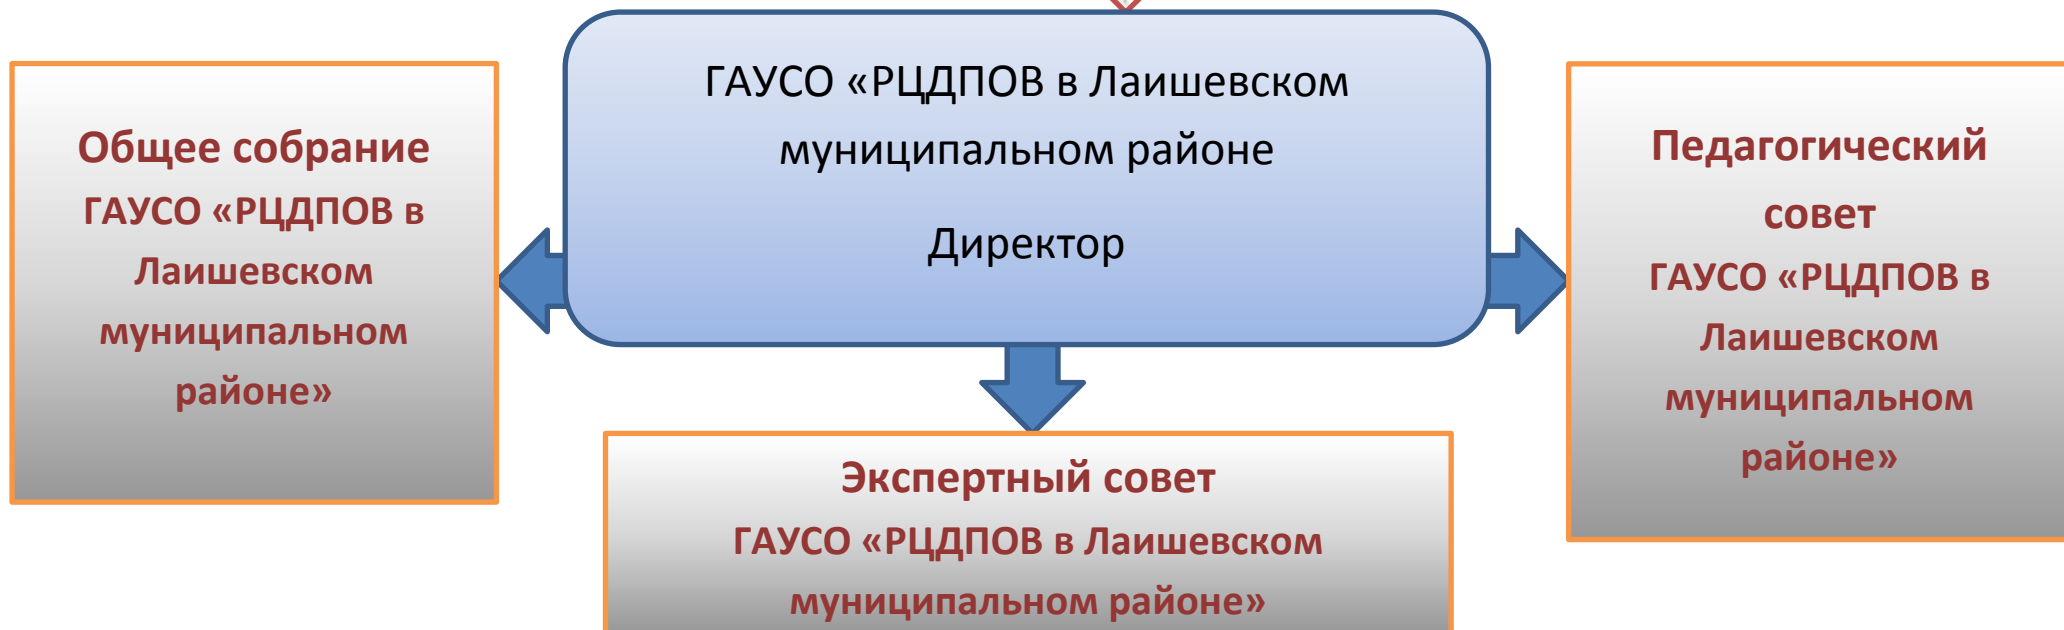 ГАУСО «РЦДПОВ в Лаишевском
муниципальном районе
Директор
Общее собрание
ГАУСО «РЦДПОВ в
Лаишевском
муниципальном
районе»
Педагогический
совет
ГАУСО «РЦДПОВ в
Лаишевском
муниципальном
районе»
Экспертный совет
ГАУСО «РЦДПОВ в Лаишевском
муниципальном районе»